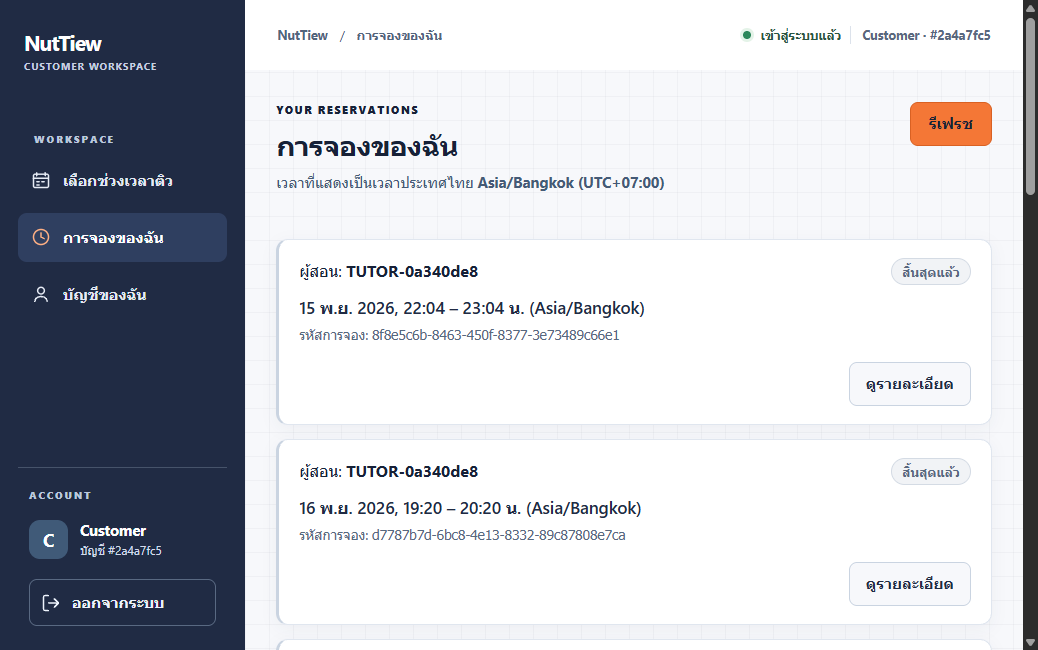 NutTiew
CUSTOMER WORKSPACE
WORKSPACE
เลือกช่วงเวลาติว
การจองของฉัน
บัญชีของฉัน
ACCOUNT
C
Customer
บัญชี #2a4a7fc5
ออกจากระบบ
NutTiew / การจองของฉัน
เข้าสู่ระบบแล้ว
Customer · #2a4a7fc5
YOUR RESERVATIONS
การจองของฉัน
เวลาที่แสดงเป็นเวลาประเทศไทย Asia/Bangkok (UTC+07:00)
รีเฟรช
ผู้สอน: TUTOR-0a340de8
สิ้นสุดแล้ว
15 พ.ย. 2026, 22:04 – 23:04 น. (Asia/Bangkok)
รหัสการจอง: 8f8e5c6b-8463-450f-8377-3e73489c66e1
ดูรายละเอียด
ผู้สอน: TUTOR-0a340de8
สิ้นสุดแล้ว
16 พ.ย. 2026, 19:20 – 20:20 น. (Asia/Bangkok)
รหัสการจอง: d7787b7d-6bc8-4e13-8332-89c87808e7ca
ดูรายละเอียด